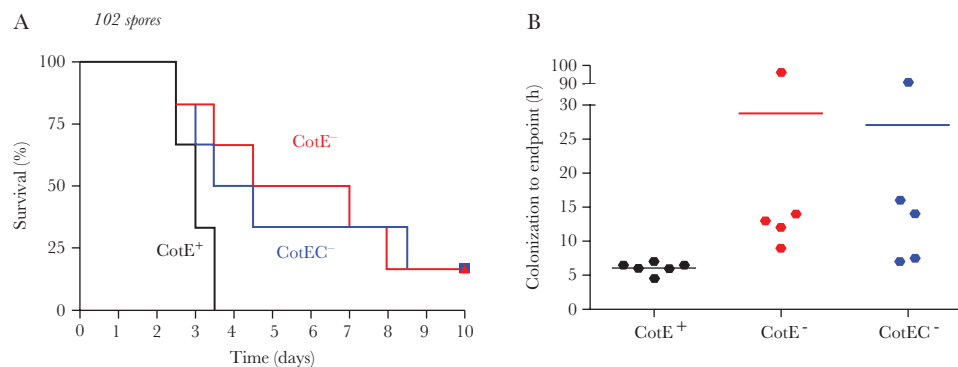 A
102 spores
100
75
50
25
0
Survival (%)
CotE⁻
CotE⁺
CotEC⁻
0 1 2 3 4 5 6 7 8 9 10
Time (days)
B
100
90
30
25
20
15
10
5
0
Colonization to endpoint (h)
CotE⁺ CotE⁻ CotEC⁻